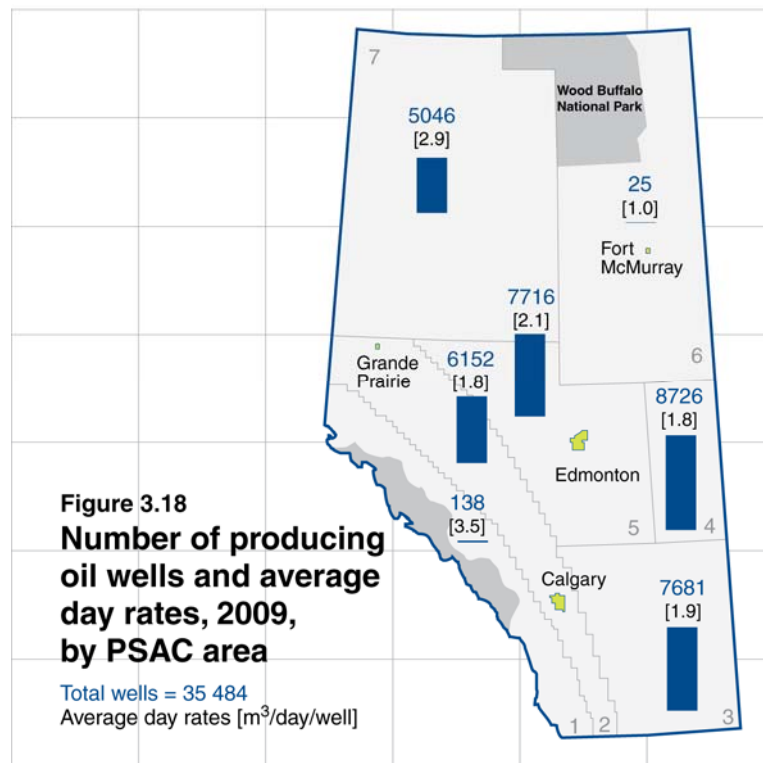 7
Wood Buffalo
National Park
5046
[2.9]
25
[1.0]
Fort
McMurray
7716
[2.1]
6
Grande
Prairie
6152
[1.8]
8726
[1.8]
Edmonton
138
[3.5]
5
4
Calgary
7681
[1.9]
1
2
3
Figure 3.18
Number of producing
oil wells and average
day rates, 2009,
by PSAC area
Total wells = 35 484
Average day rates [m³/day/well]